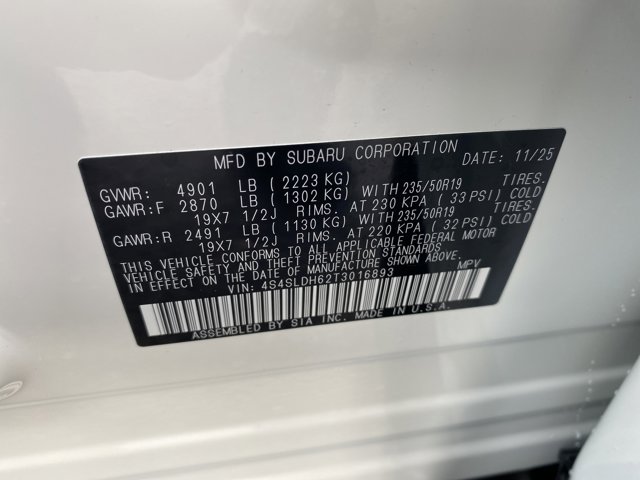 MFD BY SUBARU CORPORATION DATE: 11/25
GVWR: 4901 LB (2223 KG)
GAWR:F 2870 LB (1302 KG) WITH 235/50R19 TIRES.
19X7 1/2J RIMS. AT 230 KPA (33 PSI) COLD
GAWR:R 2491 LB (1130 KG) WITH 235/50R19 TIRES.
19X7 1/2J RIMS. AT 220 KPA (32 PSI) COLD
THIS VEHICLE CONFORMS TO ALL APPLICABLE FEDERAL MOTOR
VEHICLE SAFETY AND THEFT PREVENTION STANDARDS
IN EFFECT ON THE DATE OF MANUFACTURE SHOWN ABOVE.
VIN: 4S4SLDH62T3016893 MPV
ASSEMBLED BY SIA INC. MADE IN U.S.A.